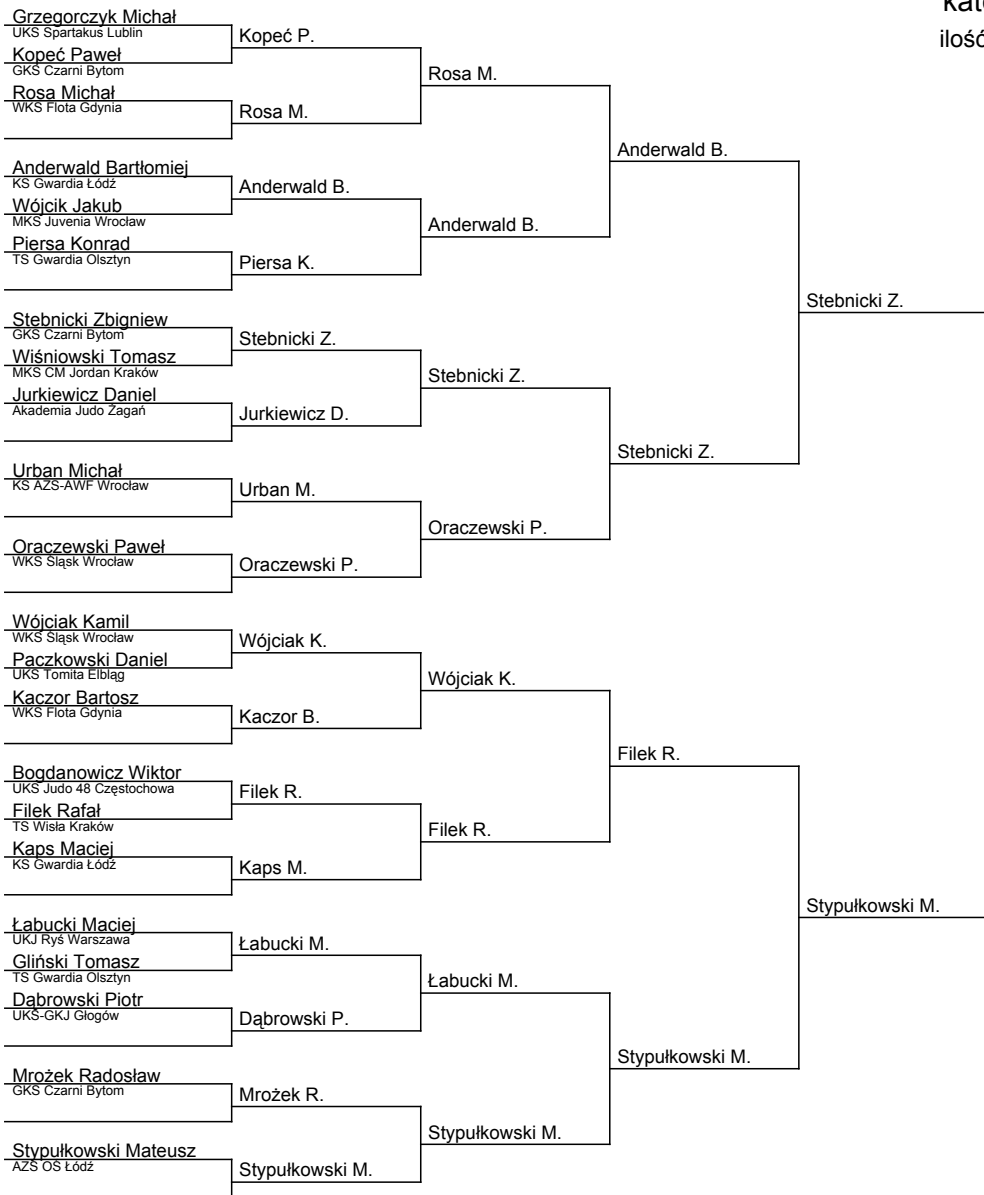 kat
ilość
Grzegorczyk Michał
UKS Spartakus Lublin
Kopeć Paweł
GKS Czarni Bytom
Rosa Michał
WKS Flota Gdynia
Anderwald Bartłomiej
KS Gwardia Łódź
Wójcik Jakub
MKS Juvenia Wrocław
Piersa Konrad
TS Gwardia Olsztyn
Stebnicki Zbigniew
GKS Czarni Bytom
Wiśniowski Tomasz
MKS CM Jordan Kraków
Jurkiewicz Daniel
Akademia Judo Żagań
Urban Michał
KS AZS-AWF Wrocław
Oraczewski Paweł
WKS Śląsk Wrocław
Wójciak Kamil
WKS Śląsk Wrocław
Paczkowski Daniel
UKS Tomita Elbląg
Kaczor Bartosz
WKS Flota Gdynia
Bogdanowicz Wiktor
UKS Judo 48 Częstochowa
Filek Rafał
TS Wisła Kraków
Kaps Maciej
KS Gwardia Łódź
Łabucki Maciej
UKJ Ryś Warszawa
Gliński Tomasz
TS Gwardia Olsztyn
Dąbrowski Piotr
UKS-GKJ Głogów
Mrożek Radosław
GKS Czarni Bytom
Stypułkowski Mateusz
AZS OŚ Łódź
Kopeć P.
Rosa M.
Anderwald B.
Piersa K.
Stebnicki Z.
Jurkiewicz D.
Urban M.
Oraczewski P.
Wójciak K.
Kaczor B.
Filek R.
Kaps M.
Łabucki M.
Dąbrowski P.
Mrożek R.
Stypułkowski M.
Rosa M.
Anderwald B.
Stebnicki Z.
Oraczewski P.
Wójciak K.
Filek R.
Łabucki M.
Stypułkowski M.
Anderwald B.
Stebnicki Z.
Filek R.
Stypułkowski M.
Stebnicki Z.
Stypułkowski M.